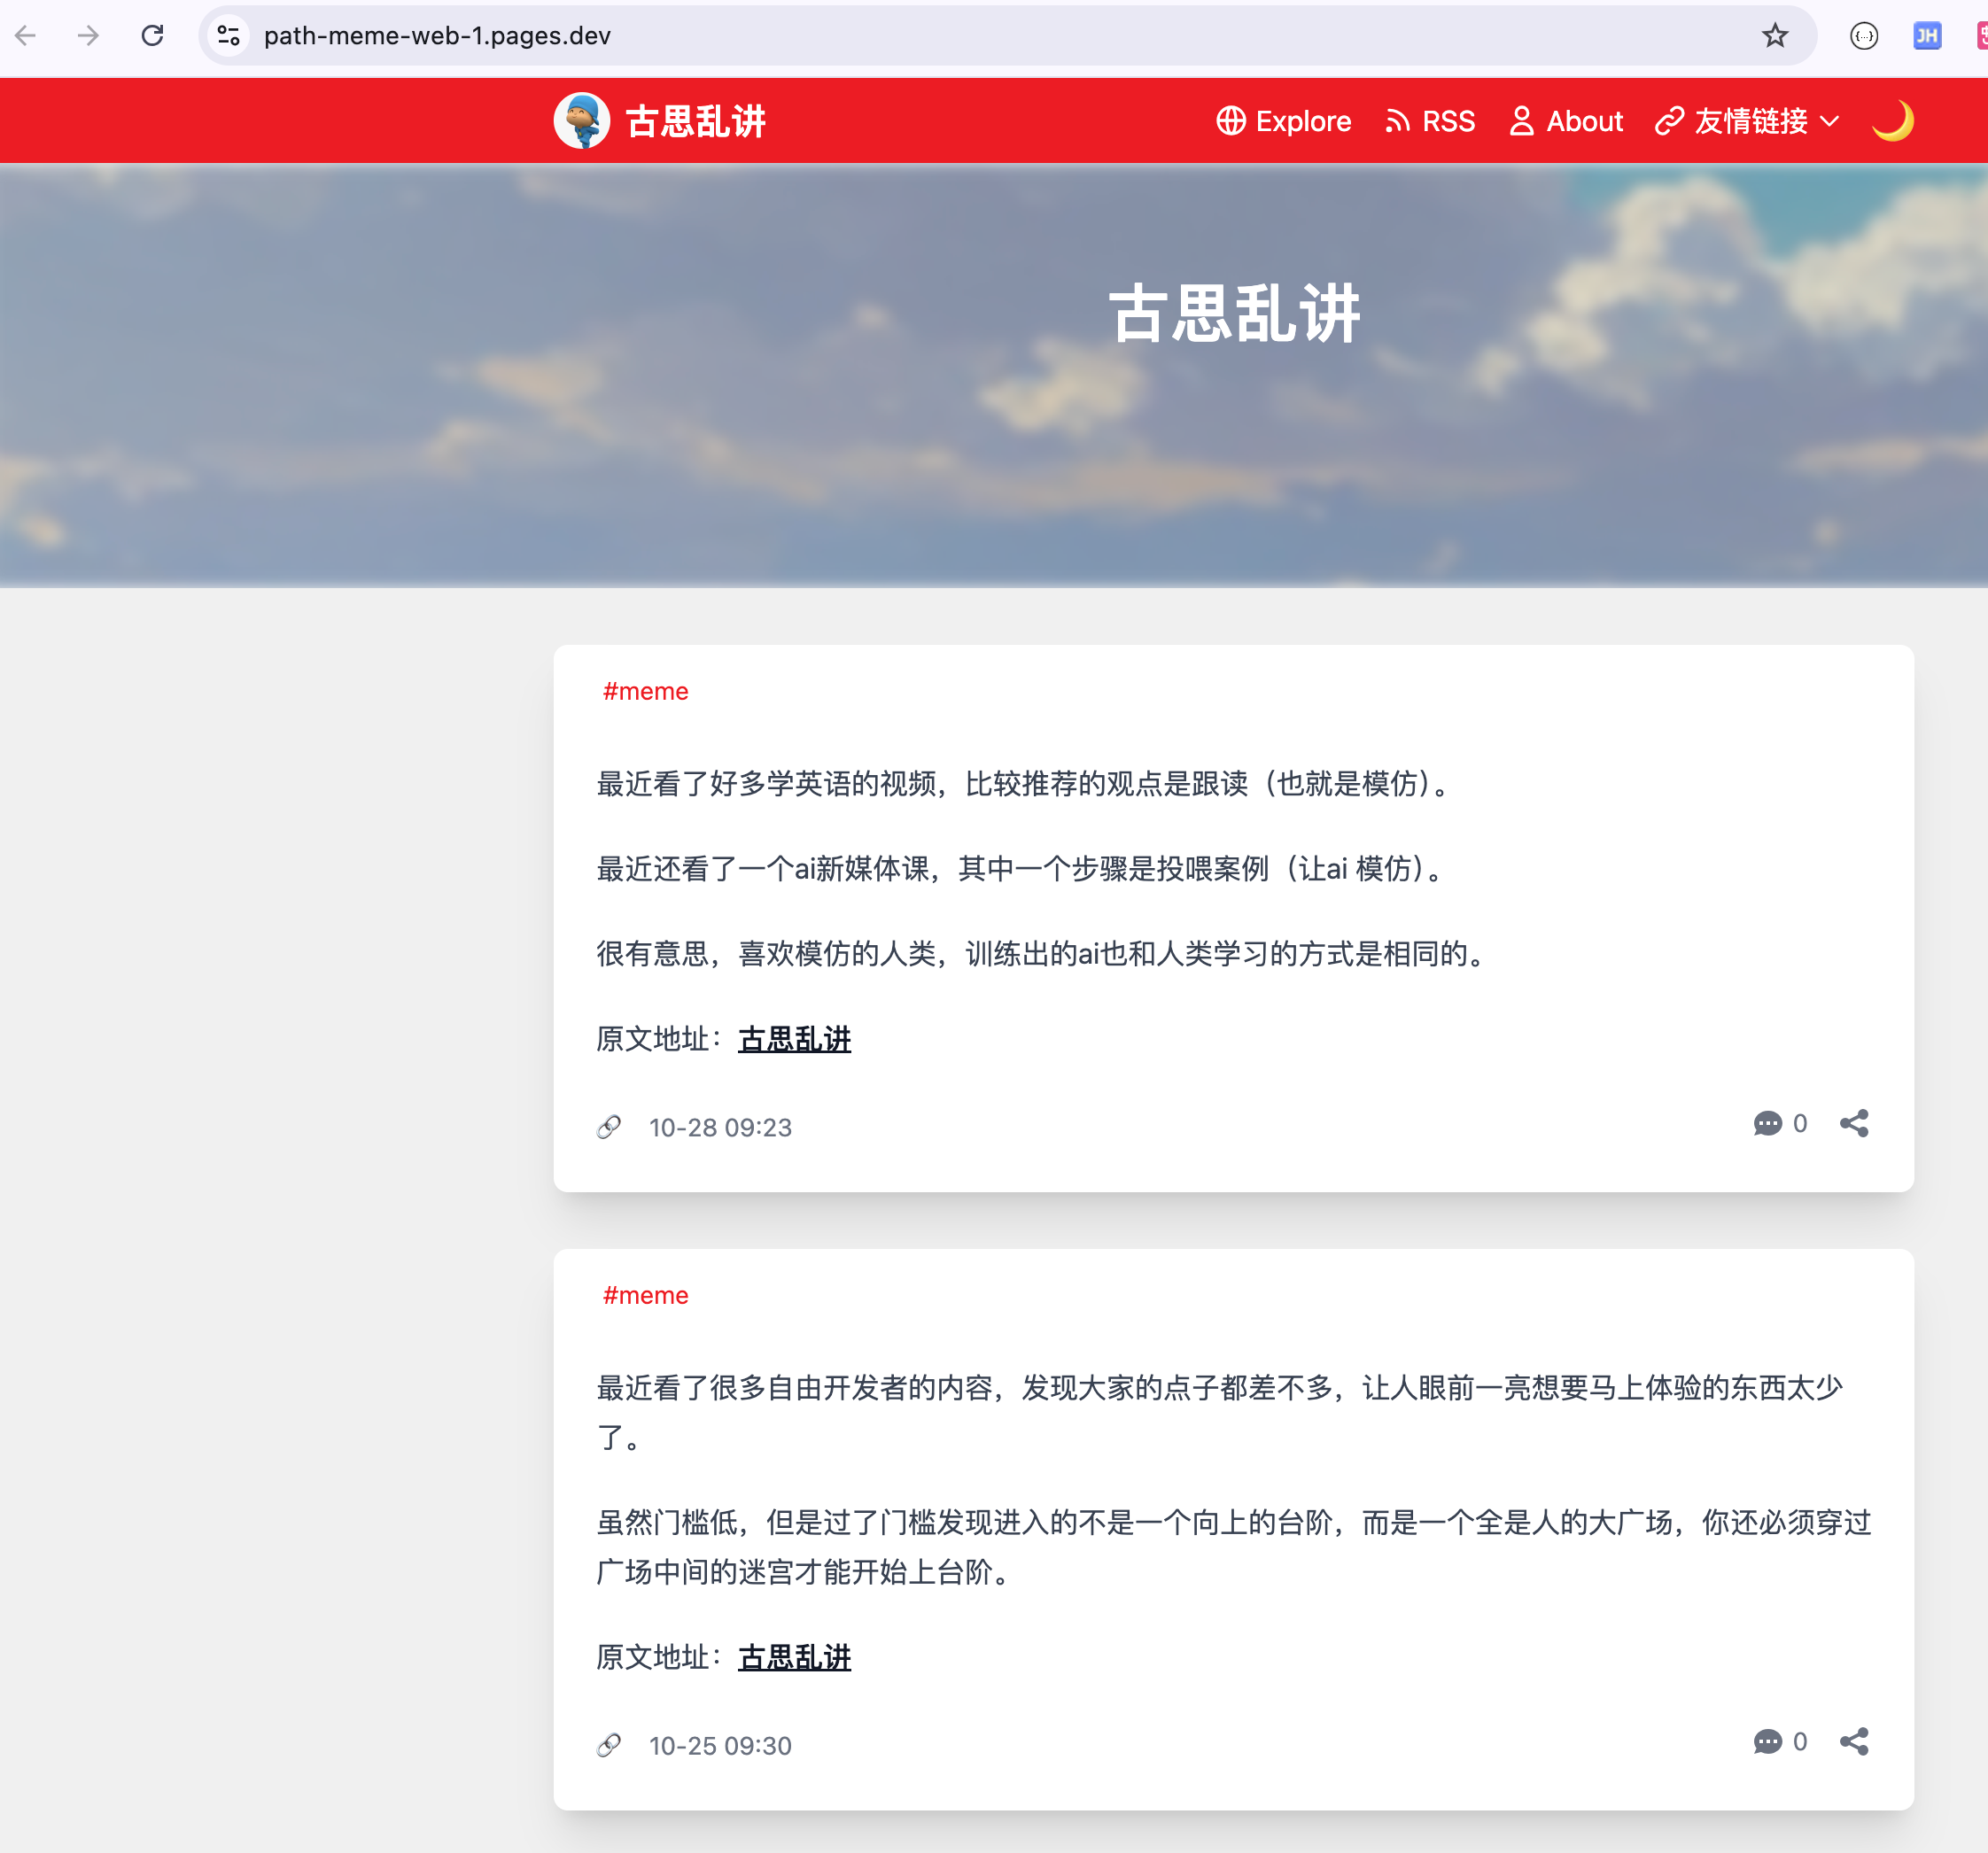 path-meme-web-1.pages.dev
{...} JH
古思乱讲 Explore RSS About 友情链接
古思乱讲
#meme
最近看了好多学英语的视频，比较推荐的观点是跟读（也就是模仿）。
最近还看了一个ai新媒体课，其中一个步骤是投喂案例（让ai 模仿）。
很有意思，喜欢模仿的人类，训练出的ai也和人类学习的方式是相同的。
原文地址：古思乱讲
10-28 09:23 0
#meme
最近看了很多自由开发者的内容，发现大家的点子都差不多，让人眼前一亮想要马上体验的东西太少
了。
虽然门槛低，但是过了门槛发现进入的不是一个向上的台阶，而是一个全是人的大广场，你还必须穿过
广场中间的迷宫才能开始上台阶。
原文地址：古思乱讲
10-25 09:30 0